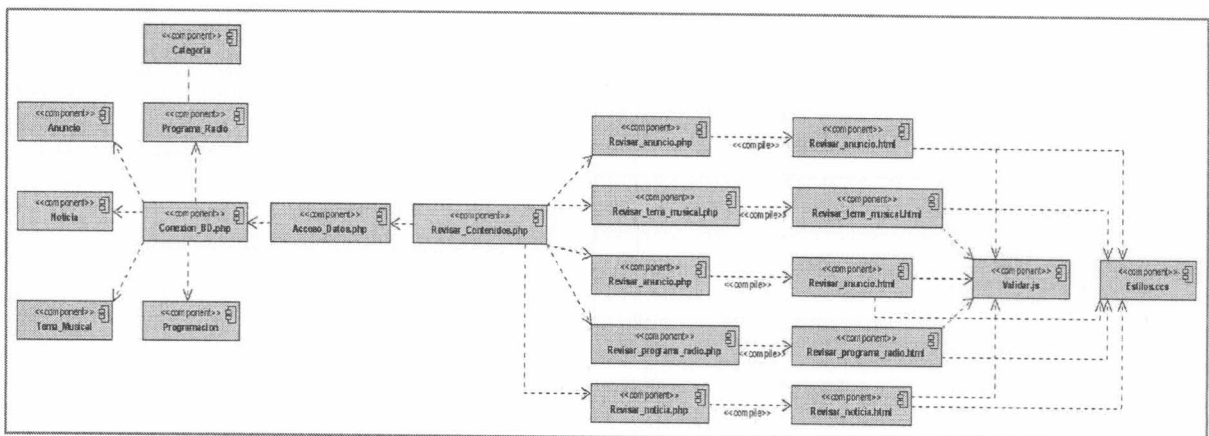 <<component>>
Categoria
<<component>>
Anuncio
<<component>>
Programa_Radio
<<component>>
Noticia
<<component>>
Conexion_BD.php
<<component>>
Acceso_Datos.php
<<component>>
Revisar_Contenidos.php
<<component>>
Tema_Musical
<<component>>
Programacion
<<component>>
Revisar_anuncio.php
<<compile>>
<<component>>
Revisar_anuncio.html
<<component>>
Revisar_tema_musical.php
<<compile>>
<<component>>
Revisar_tema_musical.html
<<component>>
Revisar_anuncio.php
<<compile>>
<<component>>
Revisar_anuncio.html
<<component>>
Revisar_programa_radio.php
<<compile>>
<<component>>
Revisar_programa_radio.html
<<component>>
Revisar_noticia.php
<<compile>>
<<component>>
Revisar_noticia.html
<<component>>
Validar.js
<<component>>
Estilos.ccs